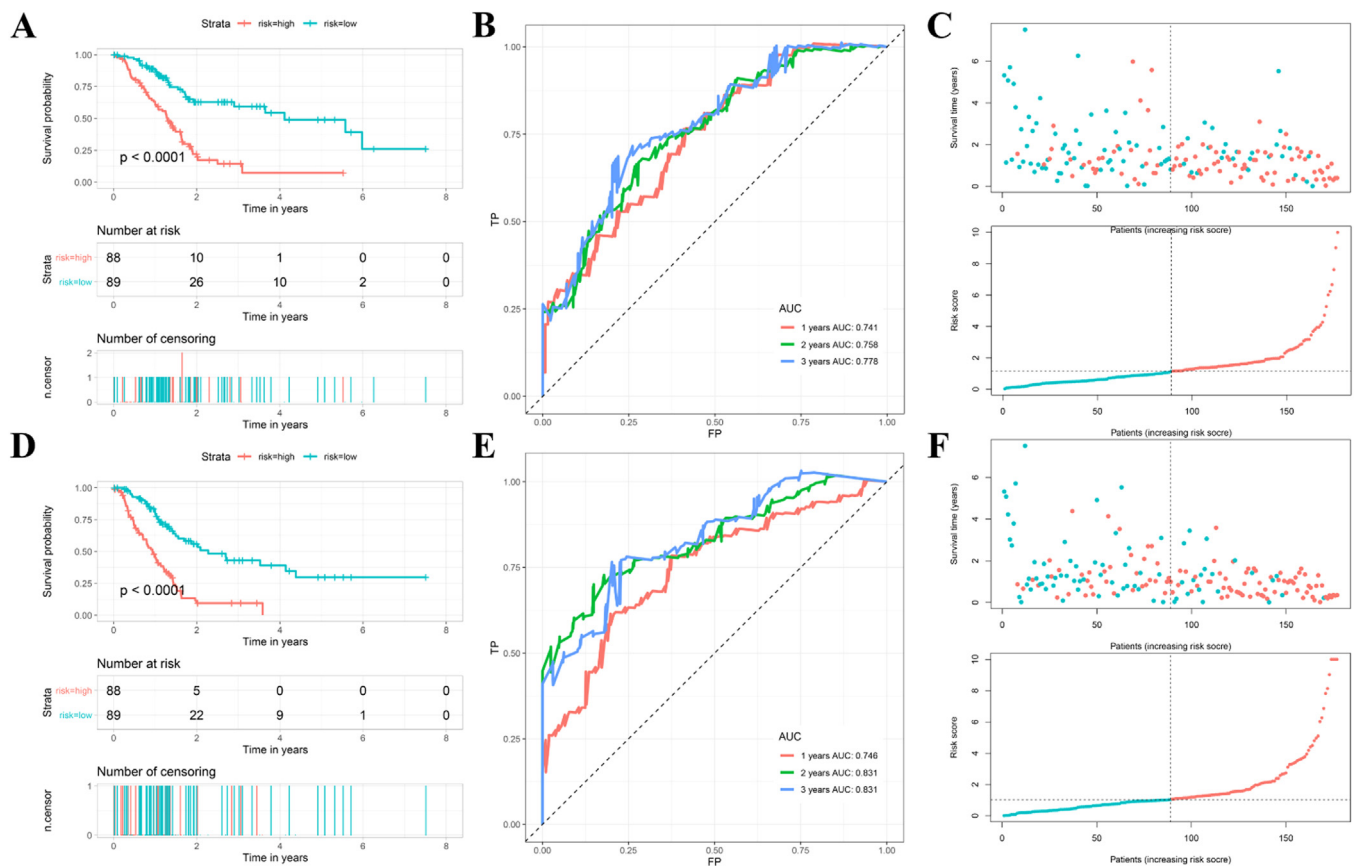 A
Strata risk=high risk=low
Survival probability
1.00
0.75
0.50
0.25
0.00
p < 0.0001
0 2 4 6 8
Time in years
Number at risk
Strata
risk=high 88 10 1 0 0
risk=low 89 26 10 2 0
0 2 4 6 8
Time in years
Number of censoring
n.censor
2
1
0
0 2 4 6 8
Time in years
B
TP
1.00
0.75
0.50
0.25
0.00
AUC
1 years AUC: 0.741
2 years AUC: 0.758
3 years AUC: 0.778
0.00 0.25 0.50 0.75 1.00
FP
C
Survival time (years)
6
4
2
0
0 50 100 150
Patients (increasing risk socre)
Risk score
10
8
6
4
2
0
0 50 100 150
Patients (increasing risk socre)
D
Strata risk=high risk=low
Survival probability
1.00
0.75
0.50
0.25
0.00
p < 0.0001
0 2 4 6 8
Time in years
Number at risk
Strata
risk=high 88 5 0 0 0
risk=low 89 22 9 1 0
0 2 4 6 8
Time in years
Number of censoring
n.censor
1
0
0 2 4 6 8
Time in years
E
TP
1.00
0.75
0.50
0.25
0.00
AUC
1 years AUC: 0.746
2 years AUC: 0.831
3 years AUC: 0.831
0.00 0.25 0.50 0.75 1.00
FP
F
Survival time (years)
6
4
2
0
0 50 100 150
Patients (increasing risk socre)
Risk score
10
8
6
4
2
0
0 50 100 150
Patients (increasing risk socre)